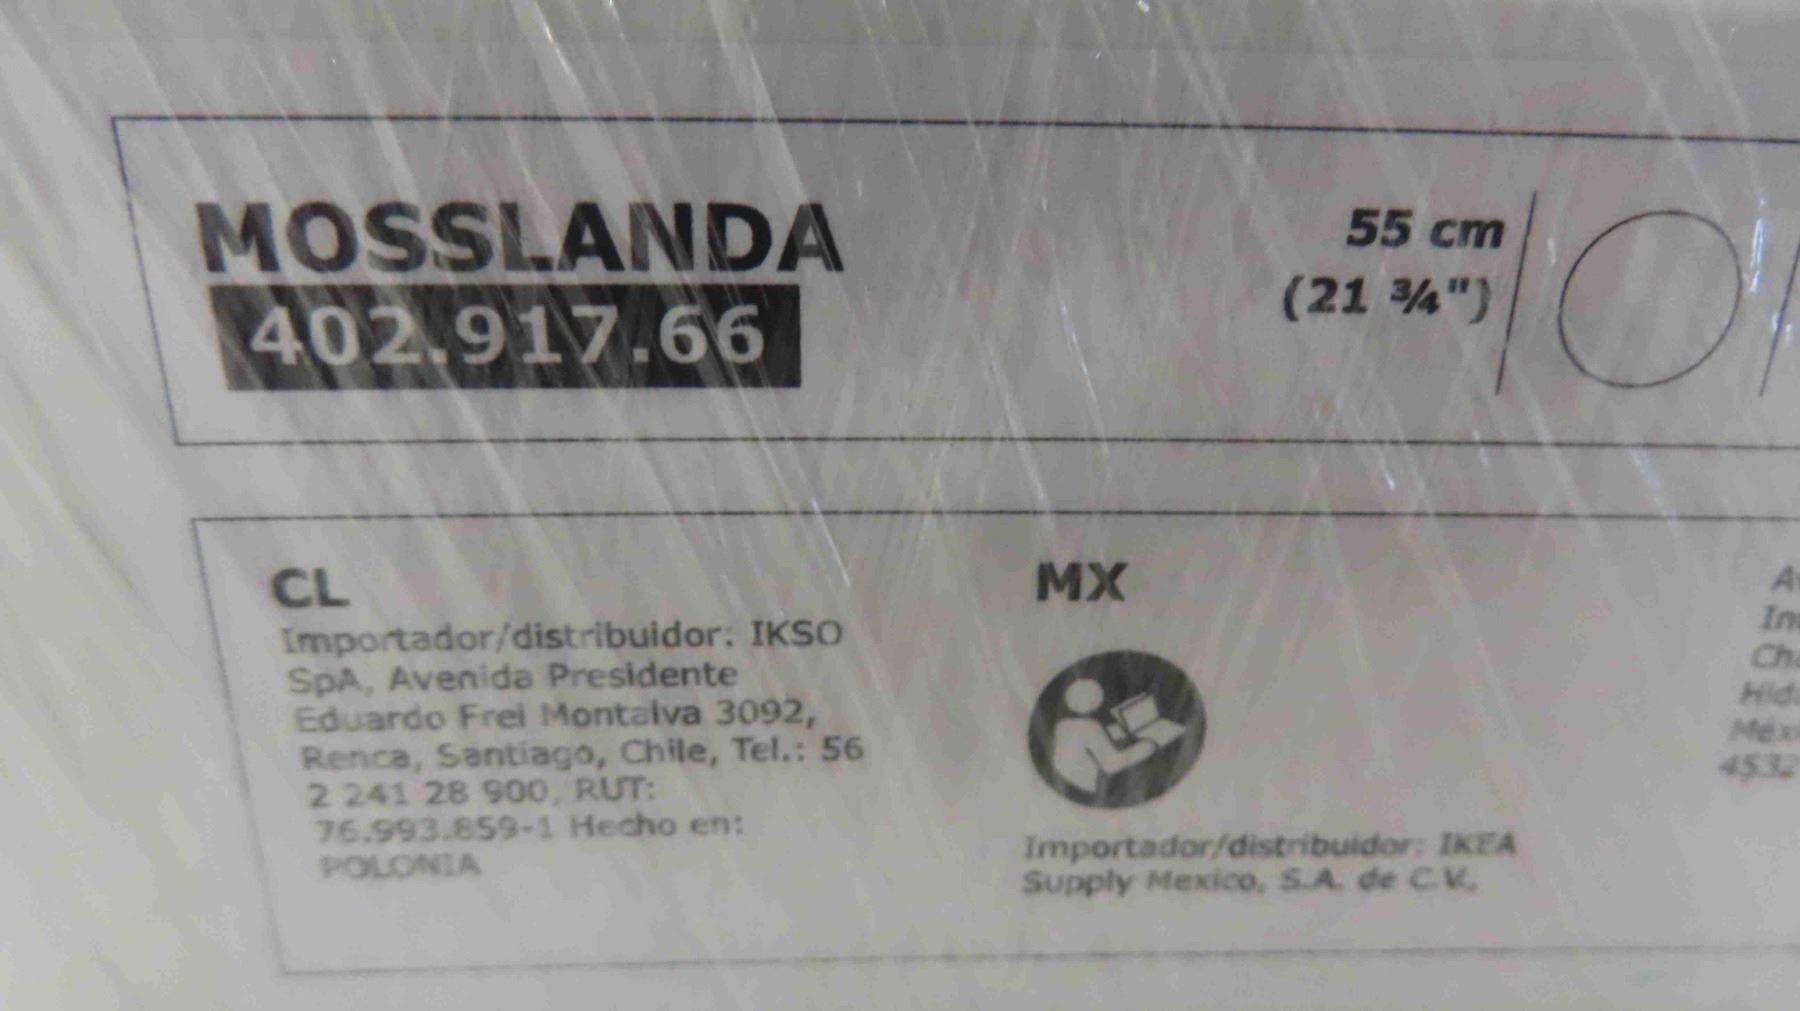 MOSSLANDA
402.917.66
55 cm
(21 ¾")
CL
Importador/distribuidor: IKSO
SpA, Avenida Presidente
Eduardo Frei Montalva 3092,
Renca, Santiago, Chile, Tel.: 56
2 241 28 900, RUT:
76.993.859-1 Hecho en:
POLONIA
MX
Importador/distribuidor: IKEA
Supply Mexico, S.A. de C.V.,
4532